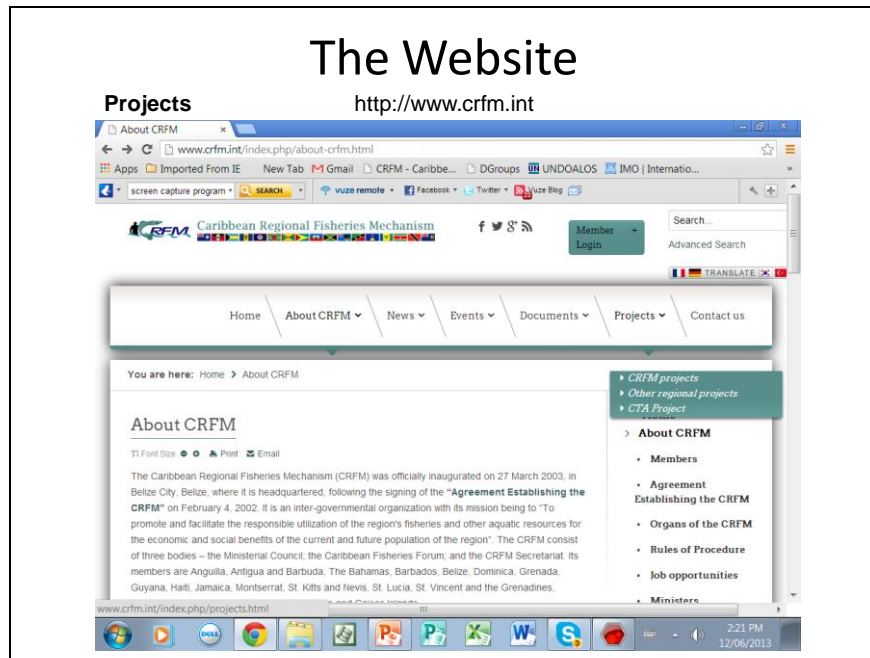 The Website
Projects http://www.crfm.int
About CRFM
www.crfm.int/index.php/about-crfm.html
Apps Imported From IE New Tab Gmail CRFM - Caribbe... DGroups UNDOALOS IMO | Internatio... »
screen capture program SEARCH vuze remote Facebook Twitter Vuze Blog
CRFM Caribbean Regional Fisheries Mechanism
Member Login +
Search...
Advanced Search
TRANSLATE
Home About CRFM News Events Documents Projects Contact us
You are here: Home > About CRFM
CRFM projects
Other regional projects
CTA Project
About CRFM
Font Size Print Email
The Caribbean Regional Fisheries Mechanism (CRFM) was officially inaugurated on 27 March 2003, in
Belize City, Belize, where it is headquartered, following the signing of the "Agreement Establishing the
CRFM" on February 4, 2002. It is an inter-governmental organization with its mission being to "To
promote and facilitate the responsible utilization of the region's fisheries and other aquatic resources for
the economic and social benefits of the current and future population of the region". The CRFM consist
of three bodies – the Ministerial Council; the Caribbean Fisheries Forum; and the CRFM Secretariat. Its
members are Anguilla, Antigua and Barbuda, The Bahamas, Barbados, Belize, Dominica, Grenada,
Guyana, Haiti, Jamaica, Montserrat, St. Kitts and Nevis, St. Lucia, St. Vincent and the Grenadines,
About CRFM
Members
Agreement
Establishing the CRFM
Organs of the CRFM
Rules of Procedure
Job opportunities
Ministers
www.crfm.int/index.php/projects.html
DELL
2:21 PM
12/06/2013